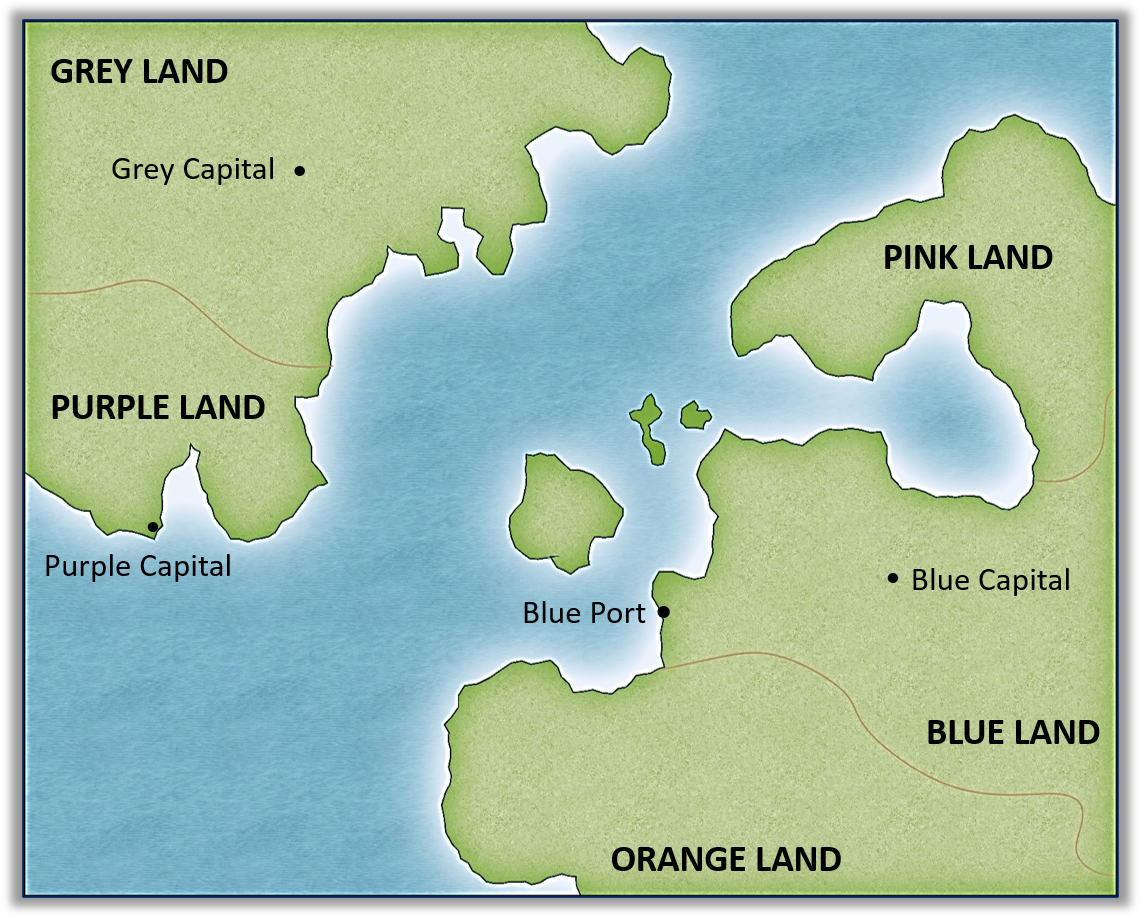 GREY LAND
Grey Capital
PINK LAND
PURPLE LAND
Purple Capital
Blue Capital
Blue Port
BLUE LAND
ORANGE LAND